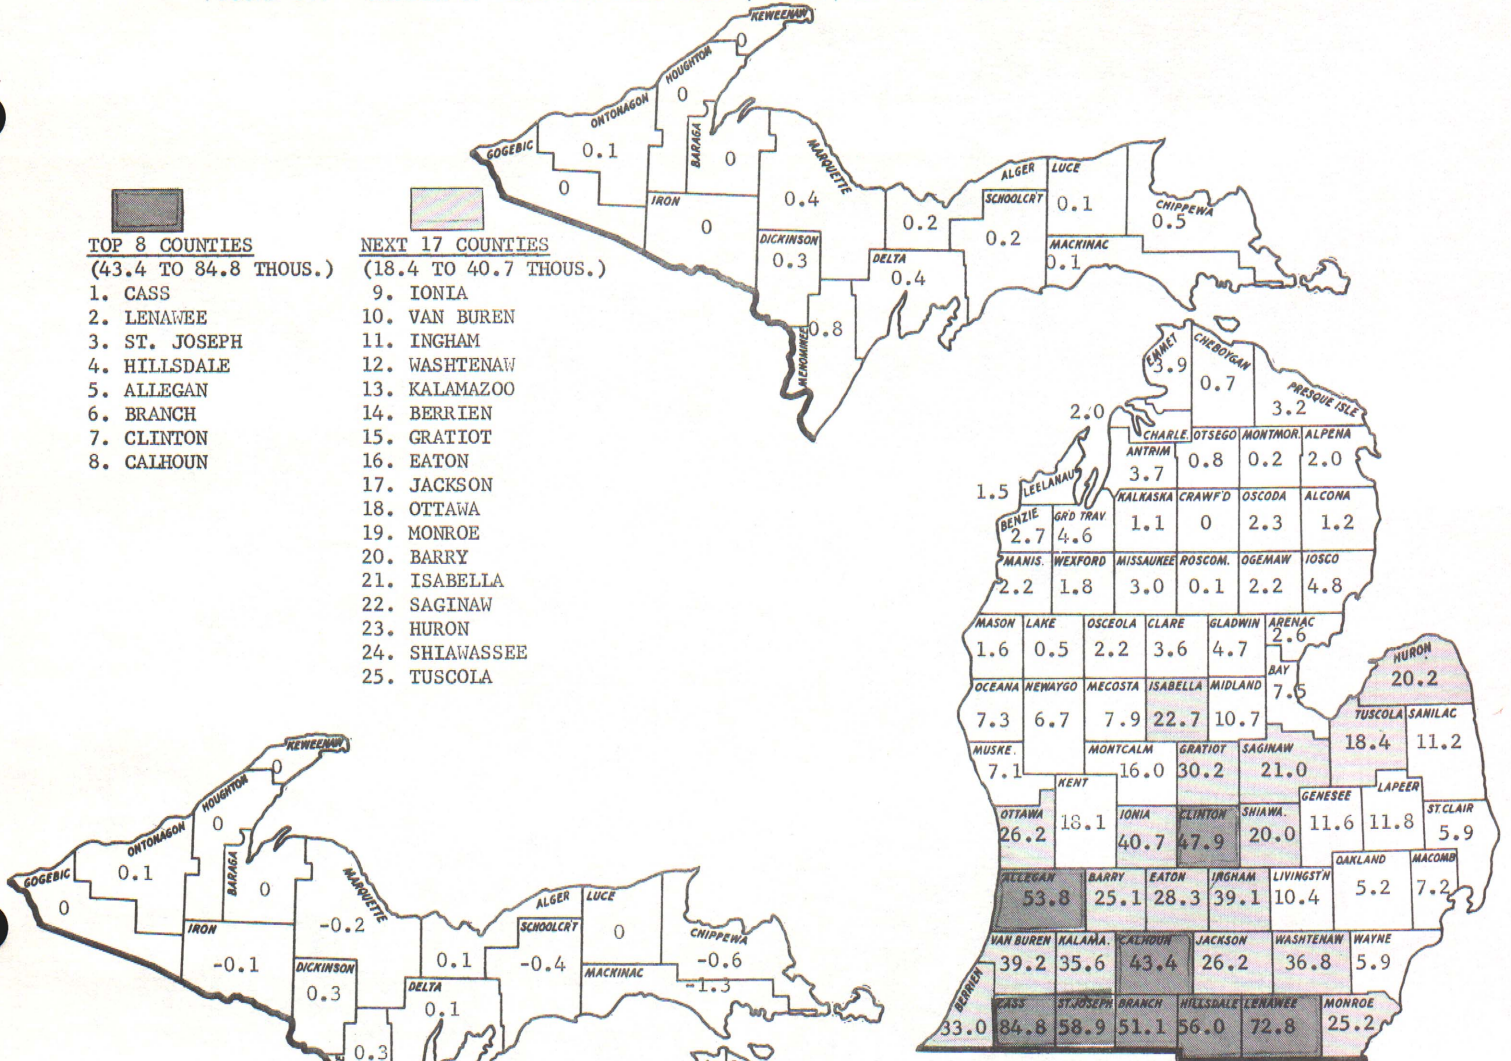 KEWEENAW
0
HOUGHTON
0
ONTONAGON
0.1
BARAGA
0
GOGEBIC
0
MARQUETTE
0.4
IRON
0
DICKINSON
0.3
MENOMINEE
0.8
DELTA
0.4
ALGER
0.2
SCHOOLCR'T
0.2
LUCE
0.1
CHIPPEWA
0.5
MACKINAC
0.1
TOP 8 COUNTIES
(43.4 TO 84.8 THOUS.)
1. CASS
2. LENAWEE
3. ST. JOSEPH
4. HILLSDALE
5. ALLEGAN
6. BRANCH
7. CLINTON
8. CALHOUN
NEXT 17 COUNTIES
(18.4 TO 40.7 THOUS.)
9. IONIA
10. VAN BUREN
11. INGHAM
12. WASHTENAW
13. KALAMAZOO
14. BERRIEN
15. GRATIOT
16. EATON
17. JACKSON
18. OTTAWA
19. MONROE
20. BARRY
21. ISABELLA
22. SAGINAW
23. HURON
24. SHIAWASSEE
25. TUSCOLA
EMMET
3.9
CHEBOYGAN
0.7
PRESQUE ISLE
3.2
2.0
CHARLE. OTSEGO MONTMOR. ALPENA
ANTRIM
3.7 0.8 0.2 2.0
1.5 LEELANAU
KALKASKA CRAWF'D OSCODA ALCONA
1.1 0 2.3 1.2
BENZIE GR'D TRAV
2.7 4.6
MANIS. WEXFORD MISSAUKEE ROSCOM. OGEMAW IOSCO
2.2 1.8 3.0 0.1 2.2 4.8
MASON LAKE OSCEOLA CLARE GLADWIN ARENAC
1.6 0.5 2.2 3.6 4.7 2.6
HURON
20.2
BAY
7.5
OCEANA NEWAYGO MECOSTA ISABELLA MIDLAND
7.3 6.7 7.9 22.7 10.7
TUSCOLA SANILAC
18.4 11.2
MUSKE. MONTCALM GRATIOT SAGINAW
7.1 16.0 30.2 21.0
KENT
18.1
GENESEE LAPEER
11.6 11.8
OTTAWA IONIA CLINTON SHIAWA. ST. CLAIR
26.2 40.7 47.9 20.0 5.9
OAKLAND MACOMB
5.2 7.2
ALLEGAN BARRY EATON INGHAM LIVINGST'N
53.8 25.1 28.3 39.1 10.4
VAN BUREN KALAMA. CALHOUN JACKSON WASHTENAW WAYNE
39.2 35.6 43.4 26.2 36.8 5.9
BERRIEN CASS ST. JOSEPH BRANCH HILLSDALE LENAWEE MONROE
33.0 84.8 58.9 51.1 56.0 72.8 25.2
KEWEENAW
0
HOUGHTON
0
ONTONAGON
0.1
BARAGA
0
GOGEBIC
0
MARQUETTE
-0.2
IRON
-0.1
DICKINSON
0.3
0.3
DELTA
0.1
ALGER
0.1
SCHOOLCR'T
-0.4
LUCE
0
CHIPPEWA
-0.6
MACKINAC
-1.3